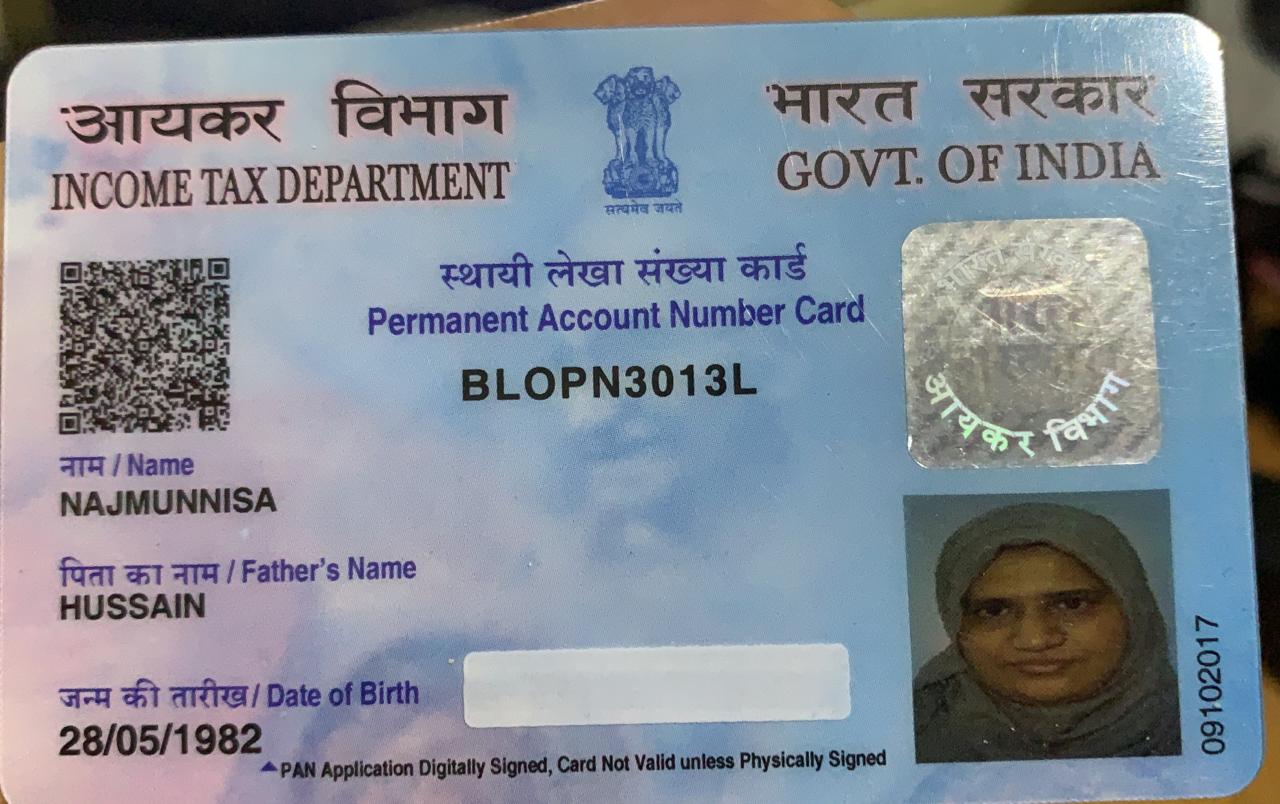 आयकर विभाग
INCOME TAX DEPARTMENT
सत्यमेव जयते
भारत सरकार
GOVT. OF INDIA
स्थायी लेखा संख्या कार्ड
Permanent Account Number Card
BLOPN3013L
आयकर विभाग
नाम / Name
NAJMUNNISA
पिता का नाम / Father's Name
HUSSAIN
जन्म की तारीख / Date of Birth
28/05/1982
PAN Application Digitally Signed, Card Not Valid unless Physically Signed
09102017